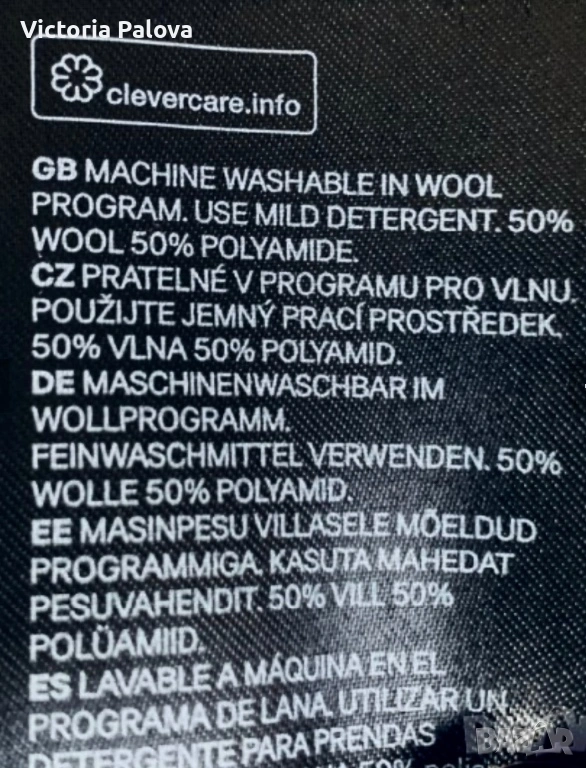 Victoria Palova
clevercare.info
GB MACHINE WASHABLE IN WOOL
PROGRAM. USE MILD DETERGENT. 50%
WOOL 50% POLYAMIDE.
CZ PRATELNÉ V PROGRAMU PRO VLNU.
POUŽIJTE JEMNÝ PRACÍ PROSTŘEDEK.
50% VLNA 50% POLYAMID.
DE MASCHINENWASCHBAR IM
WOLLPROGRAMM.
FEINWASCHMITTEL VERWENDEN. 50%
WOLLE 50% POLYAMID.
EE MASINPESU VILLASELE MÕELDUD
PROGRAMMIGA. KASUTA MAHEDAT
PESUVAHENDIT. 50% VILL 50%
POLÜAMIID.
ES LAVABLE A MÁQUINA EN EL
PROGRAMA DE LANA. UTILIZAR UN
DETERGENTE PARA PRENDAS
50%
BAZAR